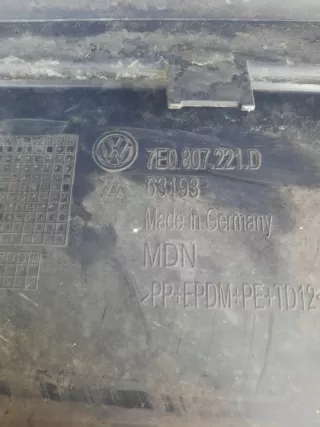 7E0.807.221.D
63193
Made in Germany
MDN
>PP+EPDM+PE+TD12<